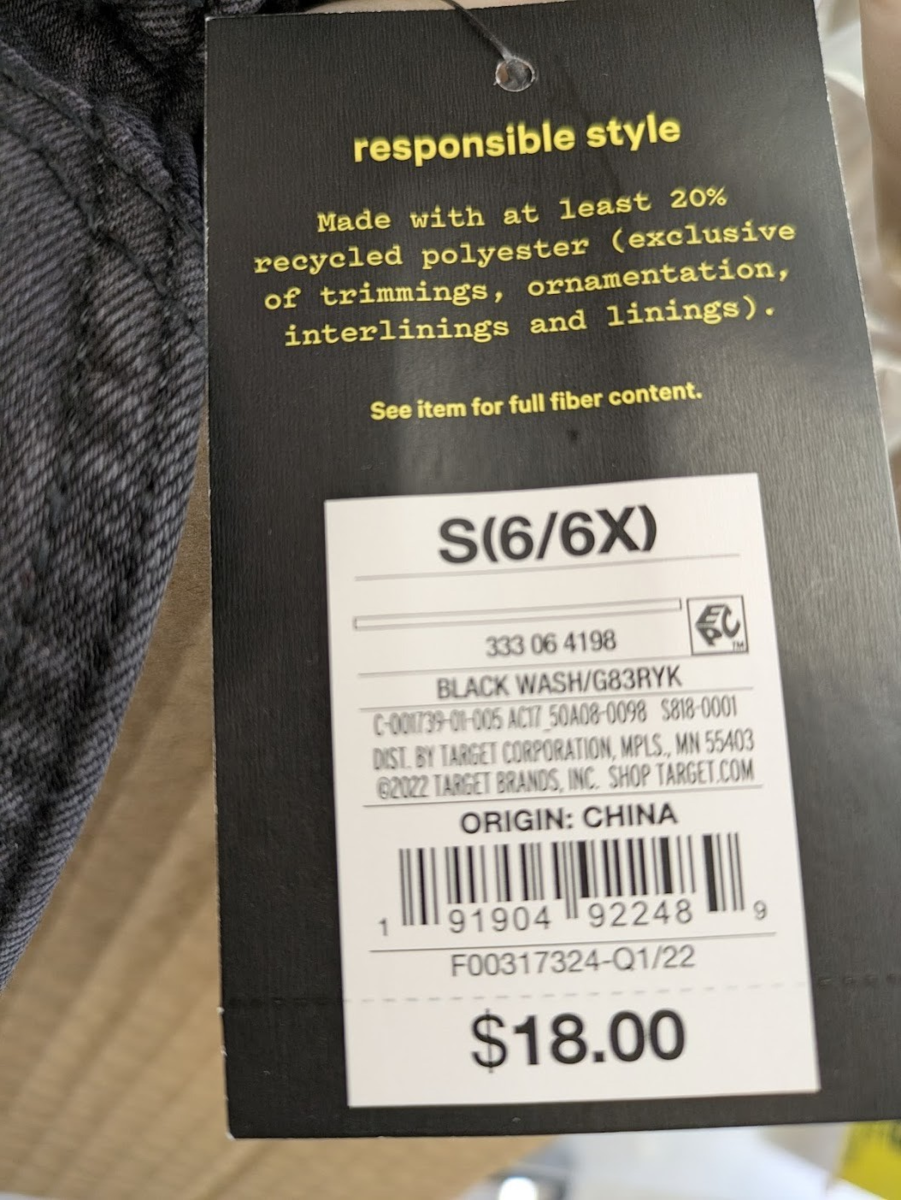 responsible style
Made with at least 20%
recycled polyester (exclusive
of trimmings, ornamentation,
interlinings and linings).
See item for full fiber content.
S(6/6X)
EPC TM
333 06 4198
BLACK WASH/G83RYK
C-001739-01-005 AC17_50A08-0098 S818-0001
DIST. BY TARGET CORPORATION, MPLS., MN 55403
©2022 TARGET BRANDS, INC. SHOP TARGET.COM
ORIGIN: CHINA
1 91904 92248 9
F00317324-Q1/22
$18.00